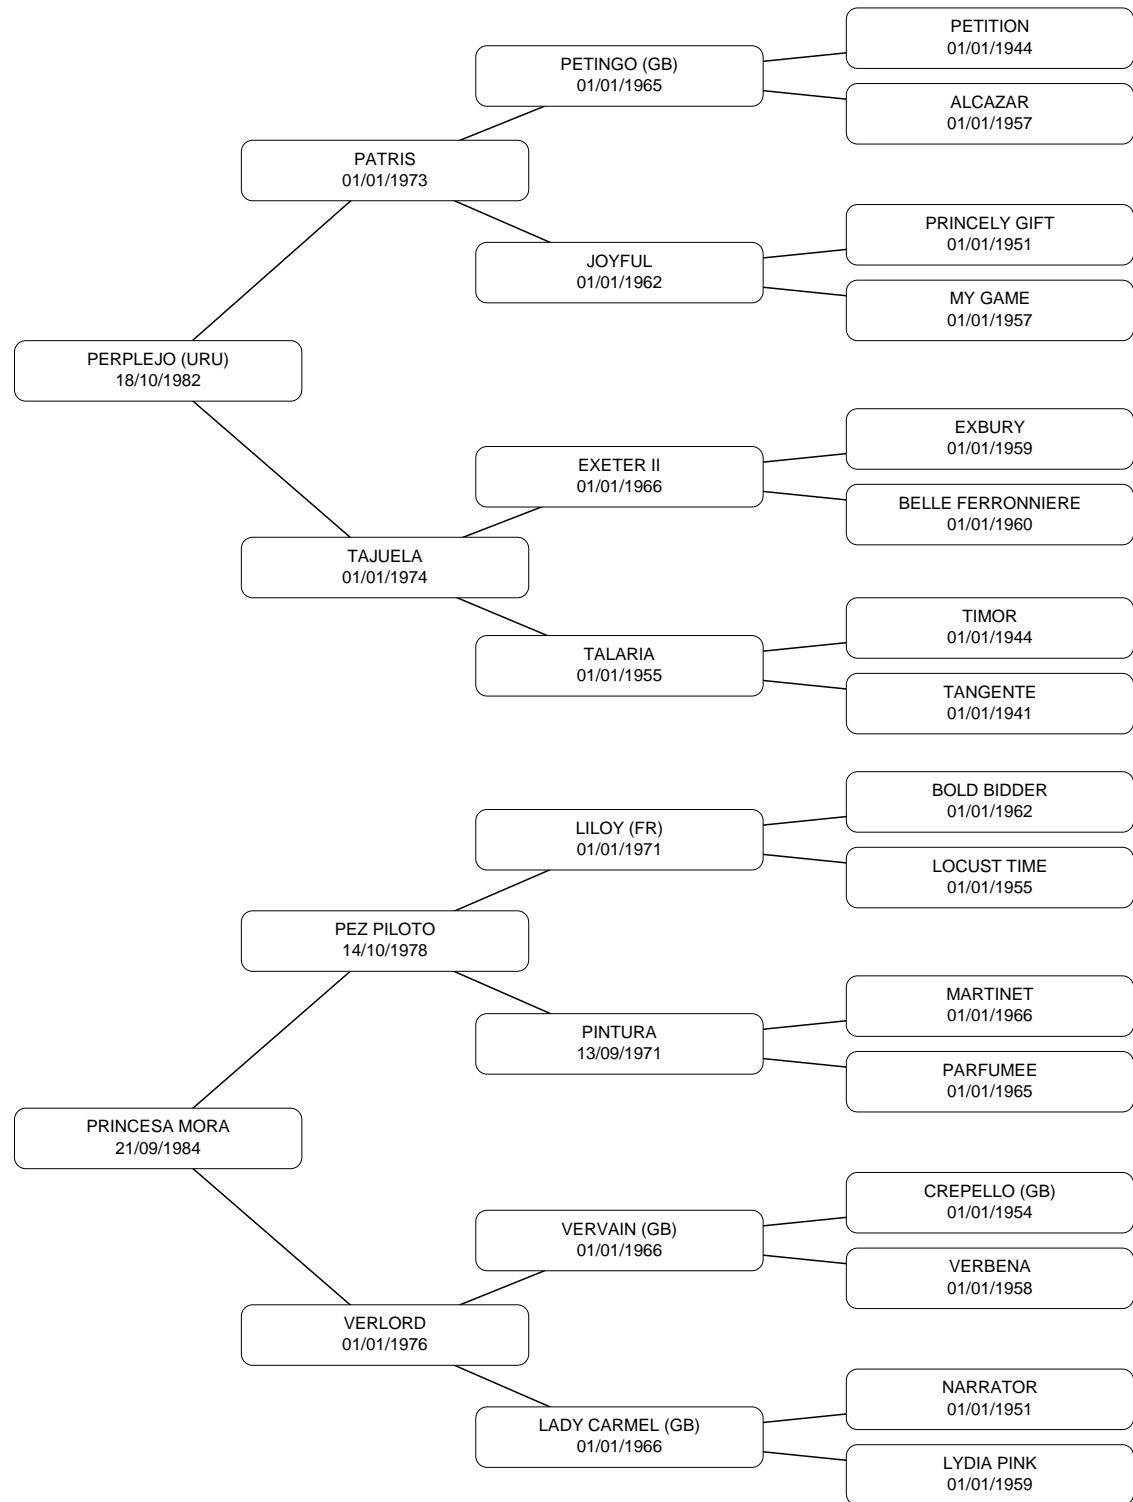 PETITION
01/01/1944
PETINGO (GB)
01/01/1965
ALCAZAR
01/01/1957
PATRIS
01/01/1973
PRINCELY GIFT
01/01/1951
JOYFUL
01/01/1962
MY GAME
01/01/1957
PERPLEJO (URU)
18/10/1982
EXBURY
01/01/1959
EXETER II
01/01/1966
BELLE FERRONNIERE
01/01/1960
TAJUELA
01/01/1974
TIMOR
01/01/1944
TALARIA
01/01/1955
TANGENTE
01/01/1941
BOLD BIDDER
01/01/1962
LILOY (FR)
01/01/1971
LOCUST TIME
01/01/1955
PEZ PILOTO
14/10/1978
MARTINET
01/01/1966
PINTURA
13/09/1971
PARFUMEE
01/01/1965
PRINCESA MORA
21/09/1984
CREPELLO (GB)
01/01/1954
VERVAIN (GB)
01/01/1966
VERBENA
01/01/1958
VERLORD
01/01/1976
NARRATOR
01/01/1951
LADY CARMEL (GB)
01/01/1966
LYDIA PINK
01/01/1959